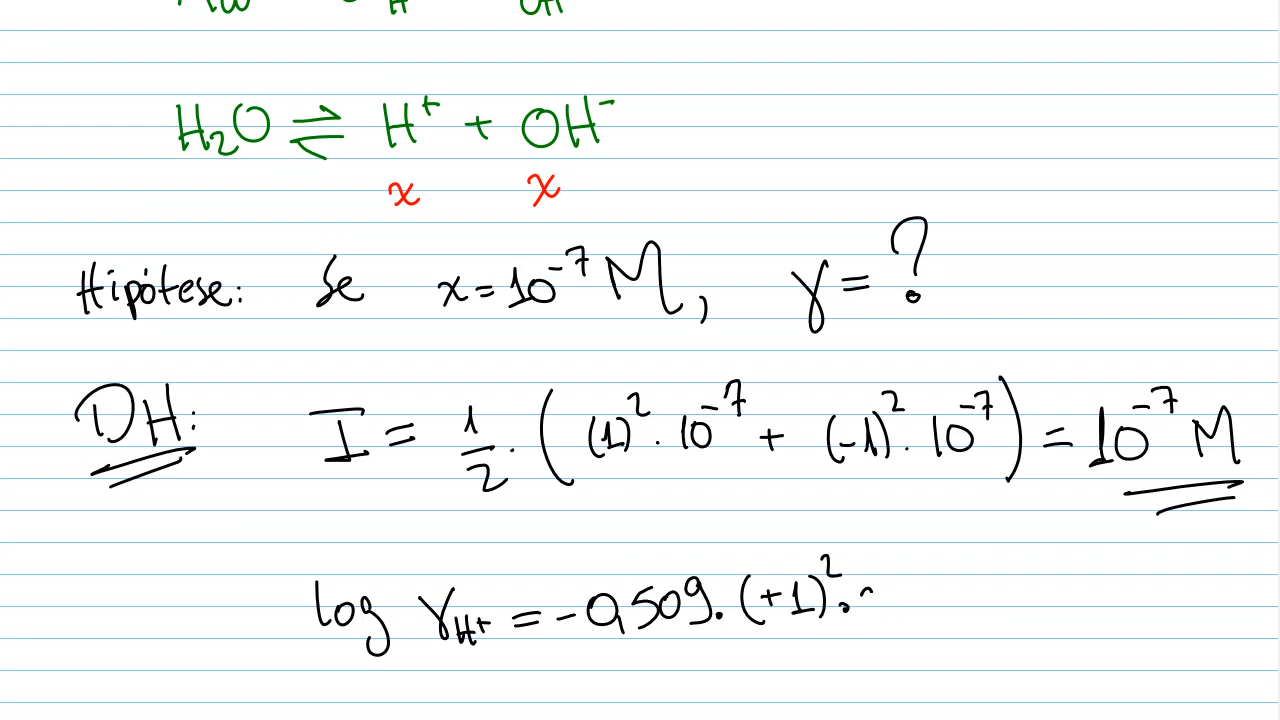 H₂O ⇌ H⁺ + OH⁻
x x
Hipótese: Se x = 10⁻⁷ M, γ = ?
DH: I = 1/2 · ( (1)² · 10⁻⁷ + (-1)² · 10⁻⁷ ) = 10⁻⁷ M
log γH⁺ = -0,509 · (+1)² ·